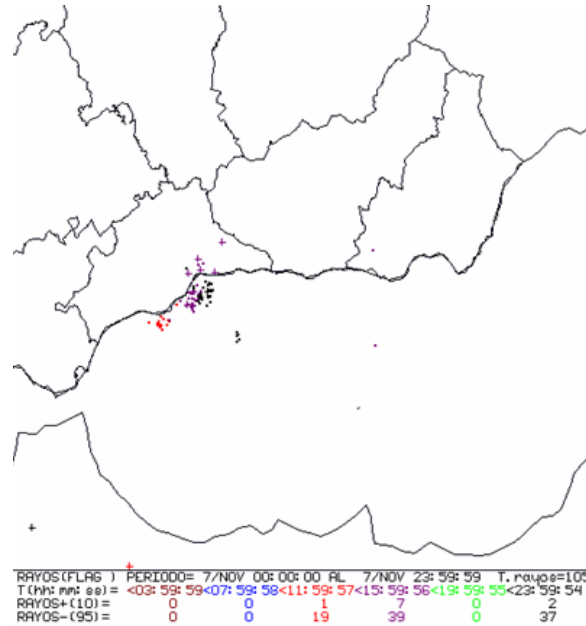 RAYOS(FLAG ) PERIODO= 7/NOV 00:00:00 AL 7/NOV 23:59:59 T.rayos=105
T(hh:mm:ss)= <03:59:59<07:59:58<11:59:57<15:59:56<19:59:55<23:59:54
RAYOS+(10)= 0 0 1 7 0 2
RAYOS-(95)= 0 0 19 39 0 37